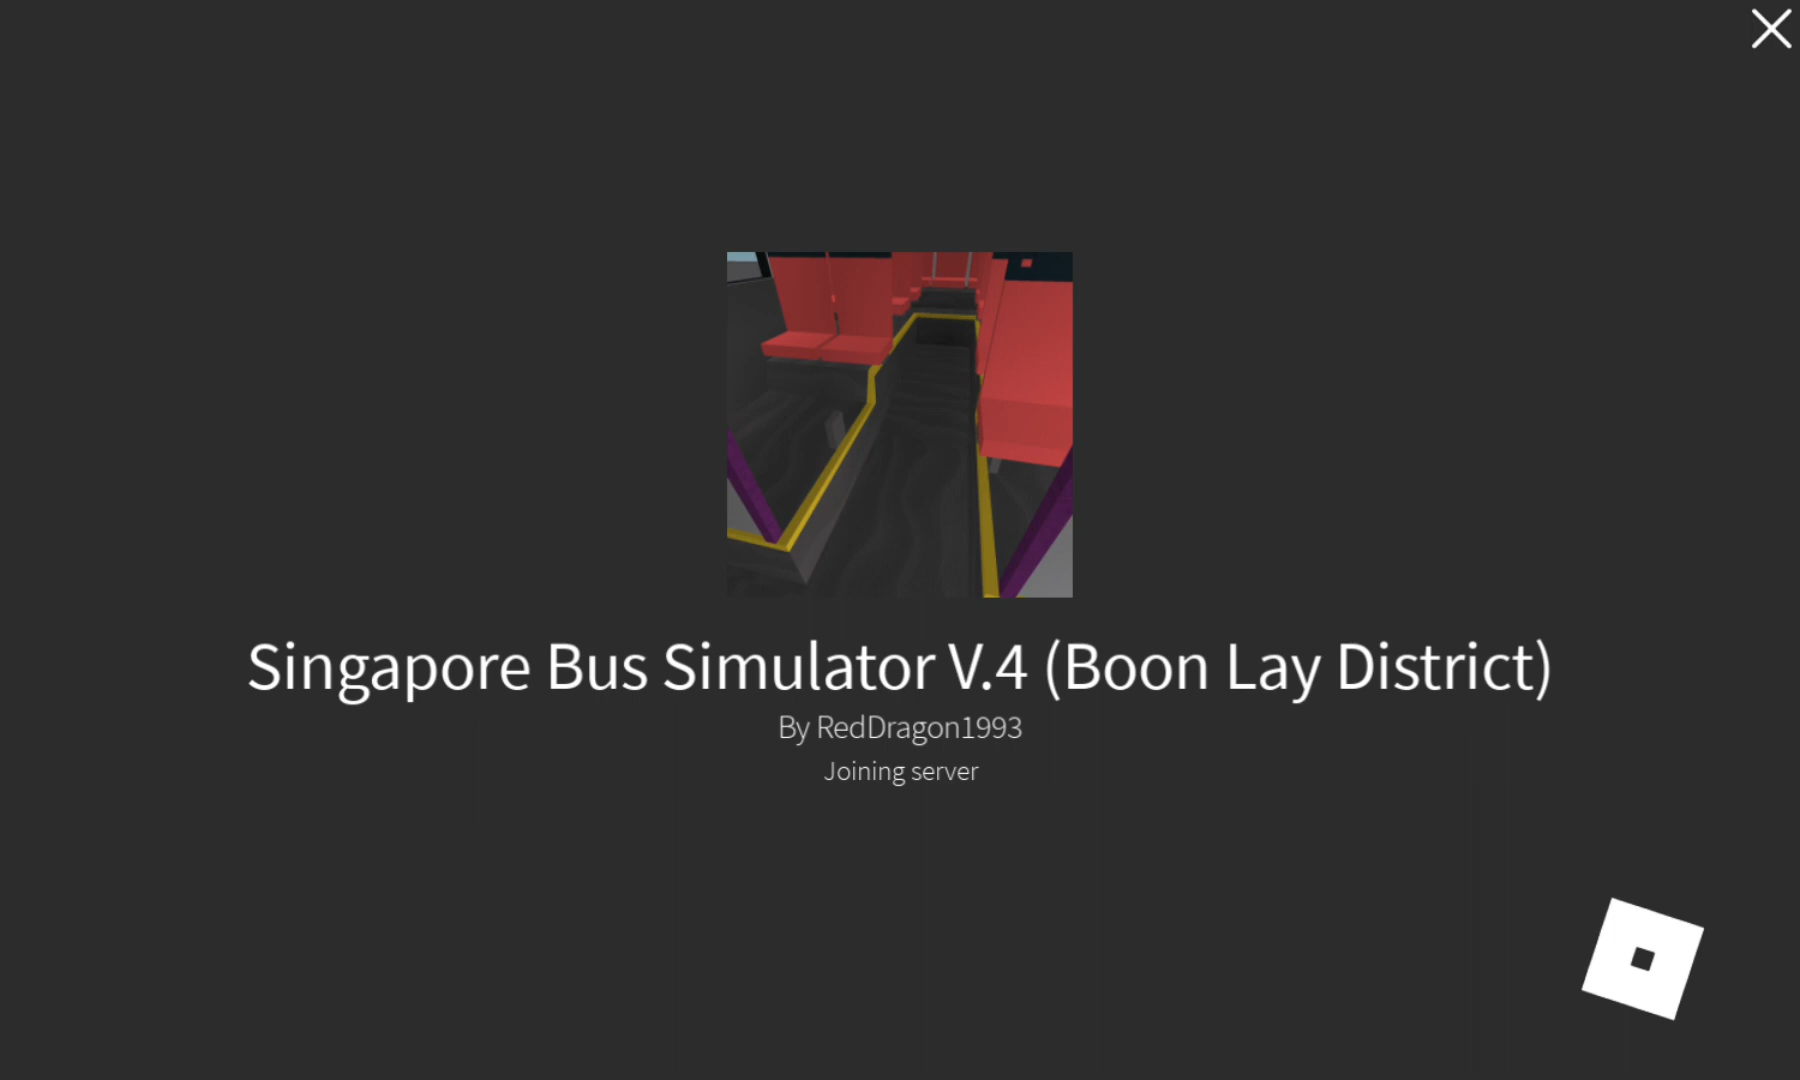 Singapore Bus Simulator V.4 (Boon Lay District)
By RedDragon1993
Joining server